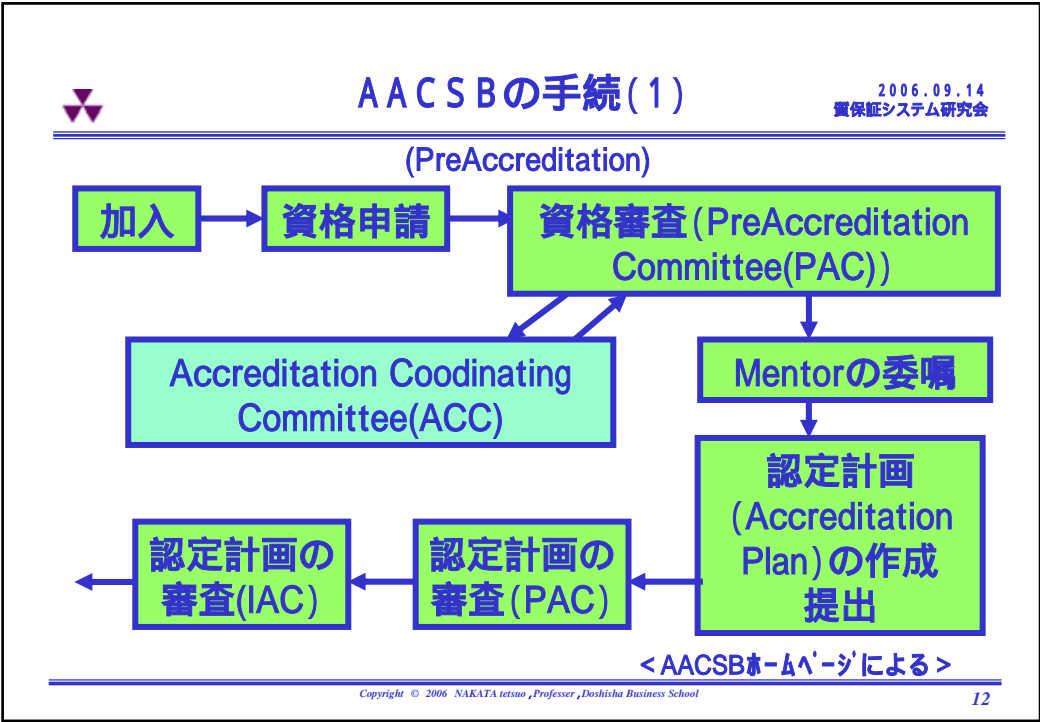 AACSBの手続(1)
2006.09.14
質保証システム研究会
(PreAccreditation)
加入
資格申請
資格審査(PreAccreditation
Committee(PAC))
Accreditation Coodinating
Committee(ACC)
Mentorの委嘱
認定計画
(Accreditation
Plan)の作成
提出
認定計画の
審査(PAC)
認定計画の
審査(IAC)
<AACSBﾎｰﾑﾍﾟｰｼﾞによる>
Copyright © 2006 NAKATA tetsuo,Professer,Doshisha Business School
12